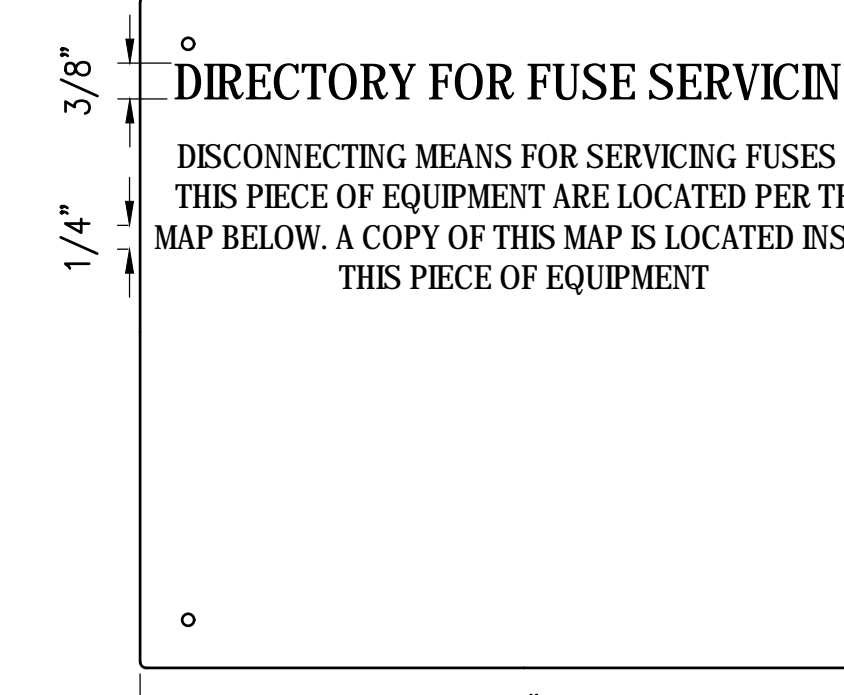 3/8"
DIRECTORY FOR FUSE SERVICIN
DISCONNECTING MEANS FOR SERVICING FUSES
THIS PIECE OF EQUIPMENT ARE LOCATED PER TH
1/4"
MAP BELOW. A COPY OF THIS MAP IS LOCATED INS
THIS PIECE OF EQUIPMENT